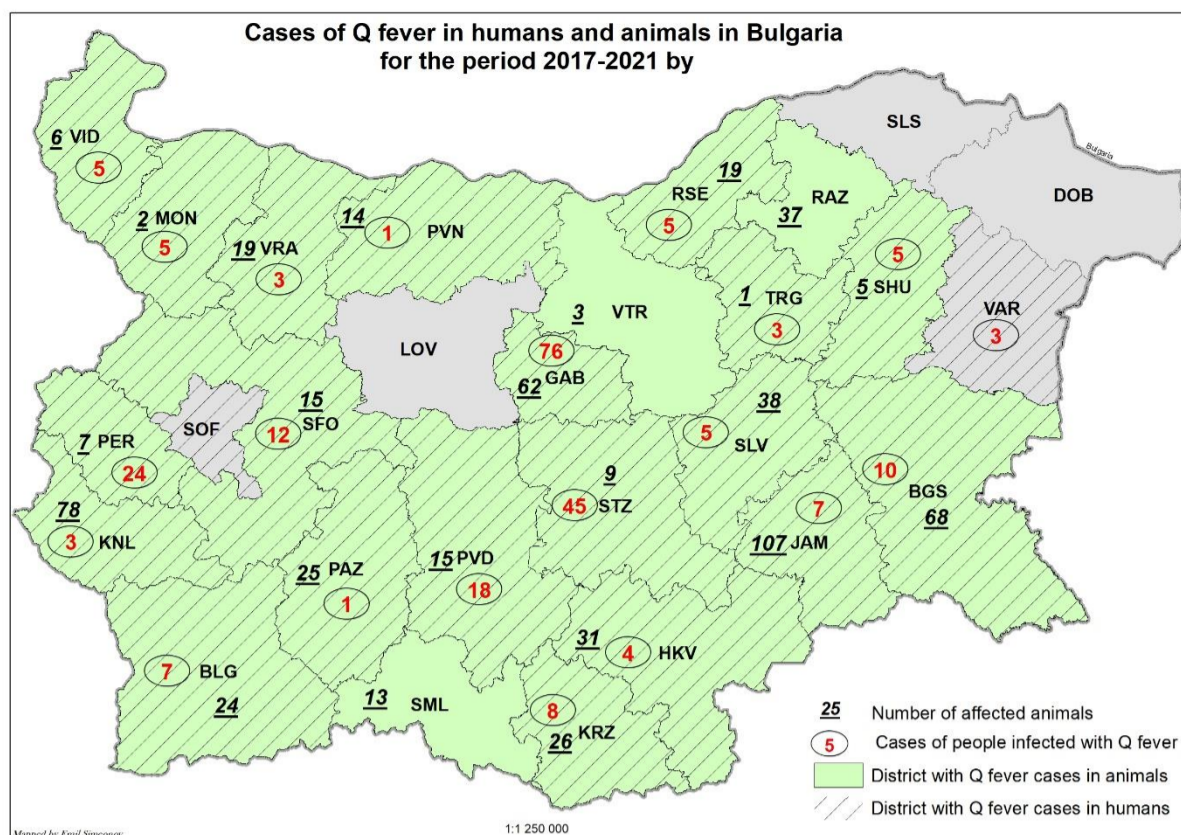 Cases of Q fever in humans and animals in Bulgaria
for the period 2017-2021 by
SLS
Bulgaria
6 VID
5
DOB
19
RSE
5
RAZ
37
2 MON
5
14
1
PVN
19 VRA
3
5
5 SHU
1
TRG
3
VAR
3
3
VTR
LOV
76
GAB
62
38
5
SLV
15
SFO
12
SOF
7 PER
24
10
BGS
68
9
45
STZ
7
107 JAM
78
3
KNL
25 PAZ
1
15 PVD
18
31
4
HKV
7
BLG
24
13
SML
8
KRZ
26
25 Number of affected animals
5 Cases of people infected with Q fever
District with Q fever cases in animals
District with Q fever cases in humans
Mapped by Emil Simeonov
1:1 250 000